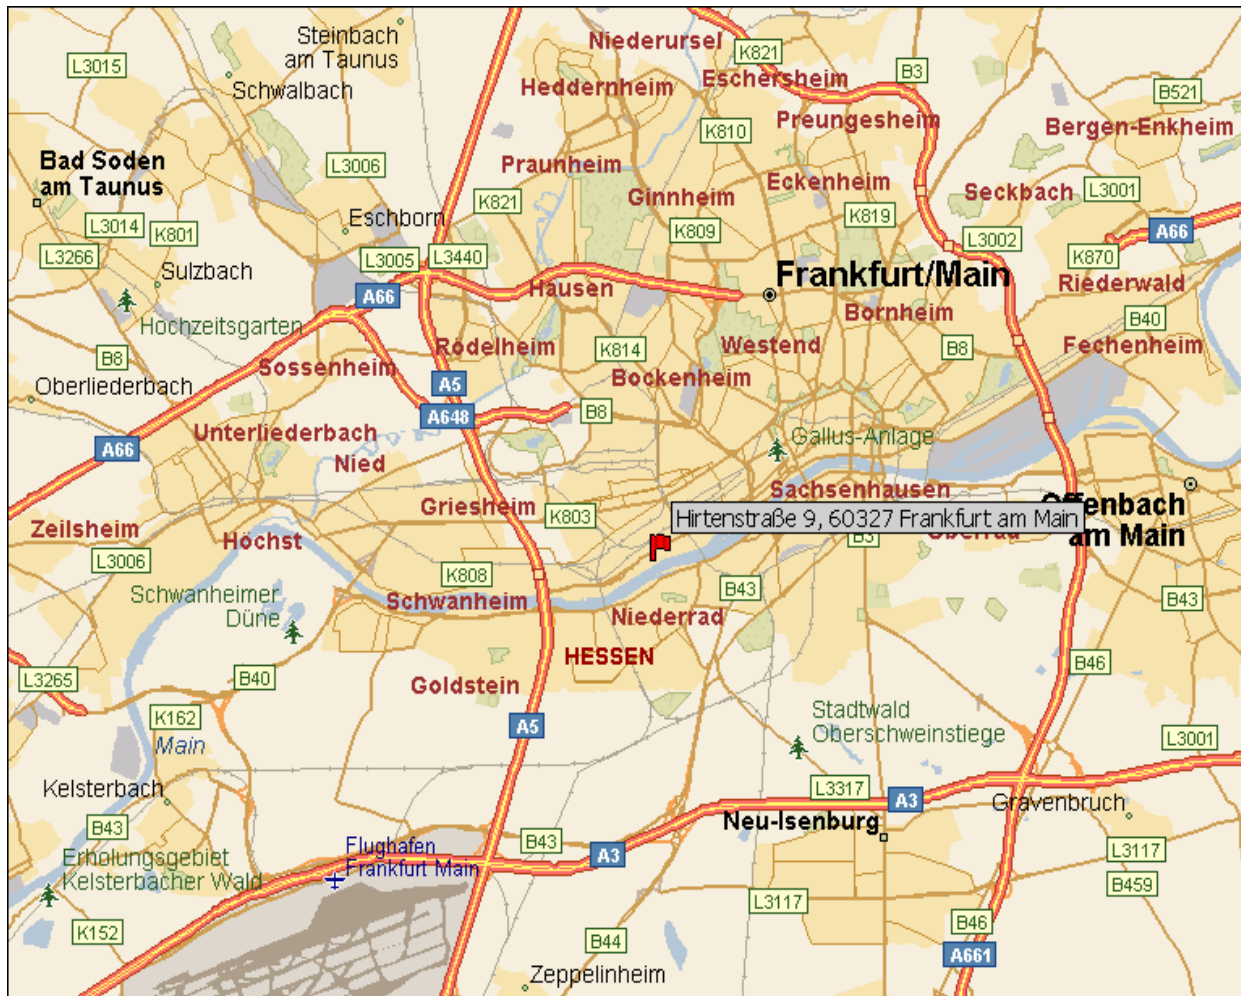 Steinbach
am Taunus
Niederursel
K821
L3015
Schwalbach
Heddernheim
Eschersheim
B3
B521
Preungesheim
K810
Bergen-Enkheim
Bad Soden
am Taunus
L3006
Praunheim
Ginnheim
Eckenheim
Seckbach
L3001
K821
Eschborn
L3014
K801
K809
K819
L3002
A66
L3266
L3005
L3440
K870
Sulzbach
Frankfurt/Main
Riederwald
A66
Hausen
Bornheim
Hochzeitsgarten
B40
B8
Sossenheim
Rödelheim
K814
Westend
B8
Fechenheim
Oberliederbach
A5
Bockenheim
A648
B8
A66
Unterliederbach
Gallus-Anlage
Nied
Sachsenhausen
Griesheim
Offenbach
am Main
Zeilsheim
K803
Hirtenstraße 9, 60327 Frankfurt am Main
Höchst
B3
Oberrad
L3006
K808
Schwanheimer
Düne
Schwanheim
B43
B43
Niederrad
HESSEN
B46
L3265
B40
Goldstein
K162
Main
A5
Stadtwald
Oberschweinstiege
L3001
Kelsterbach
L3317
A3
Gravenbruch
B43
Neu-Isenburg
B43
Flughafen
Frankfurt Main
A3
Erholungsgebiet
Kelsterbacher Wald
L3117
B459
L3117
K152
B44
B46
A661
Zeppelinheim